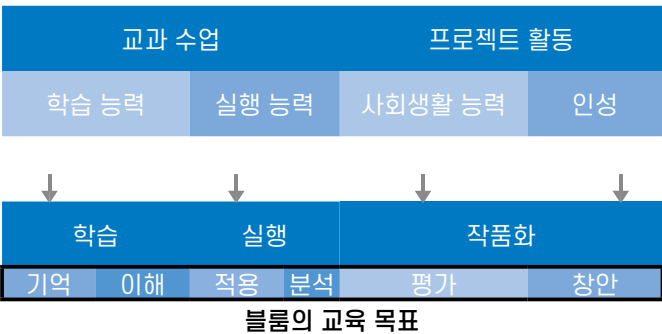 교과 수업 프로젝트 활동
학습 능력 실행 능력 사회생활 능력 인성
학습 실행 작품화
기억 이해 적용 분석 평가 창안
블룸의 교육 목표